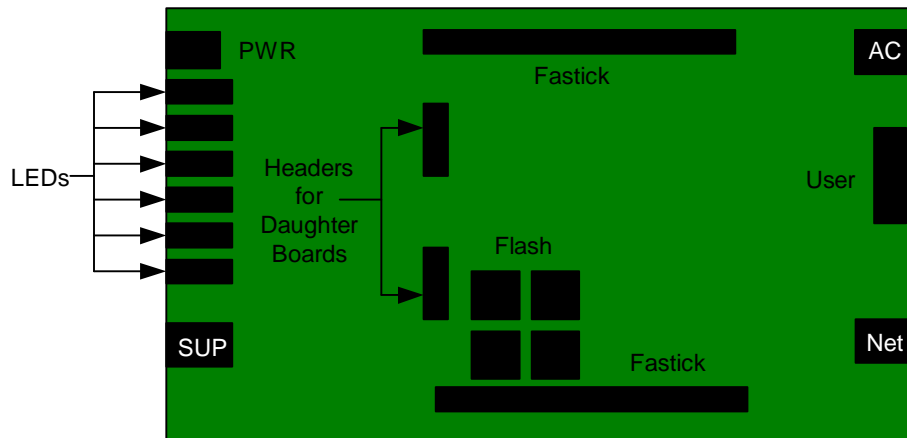 PWR
AC
Fastick
LEDs
Headers
for
Daughter
Boards
User
Flash
SUP
Net
Fastick